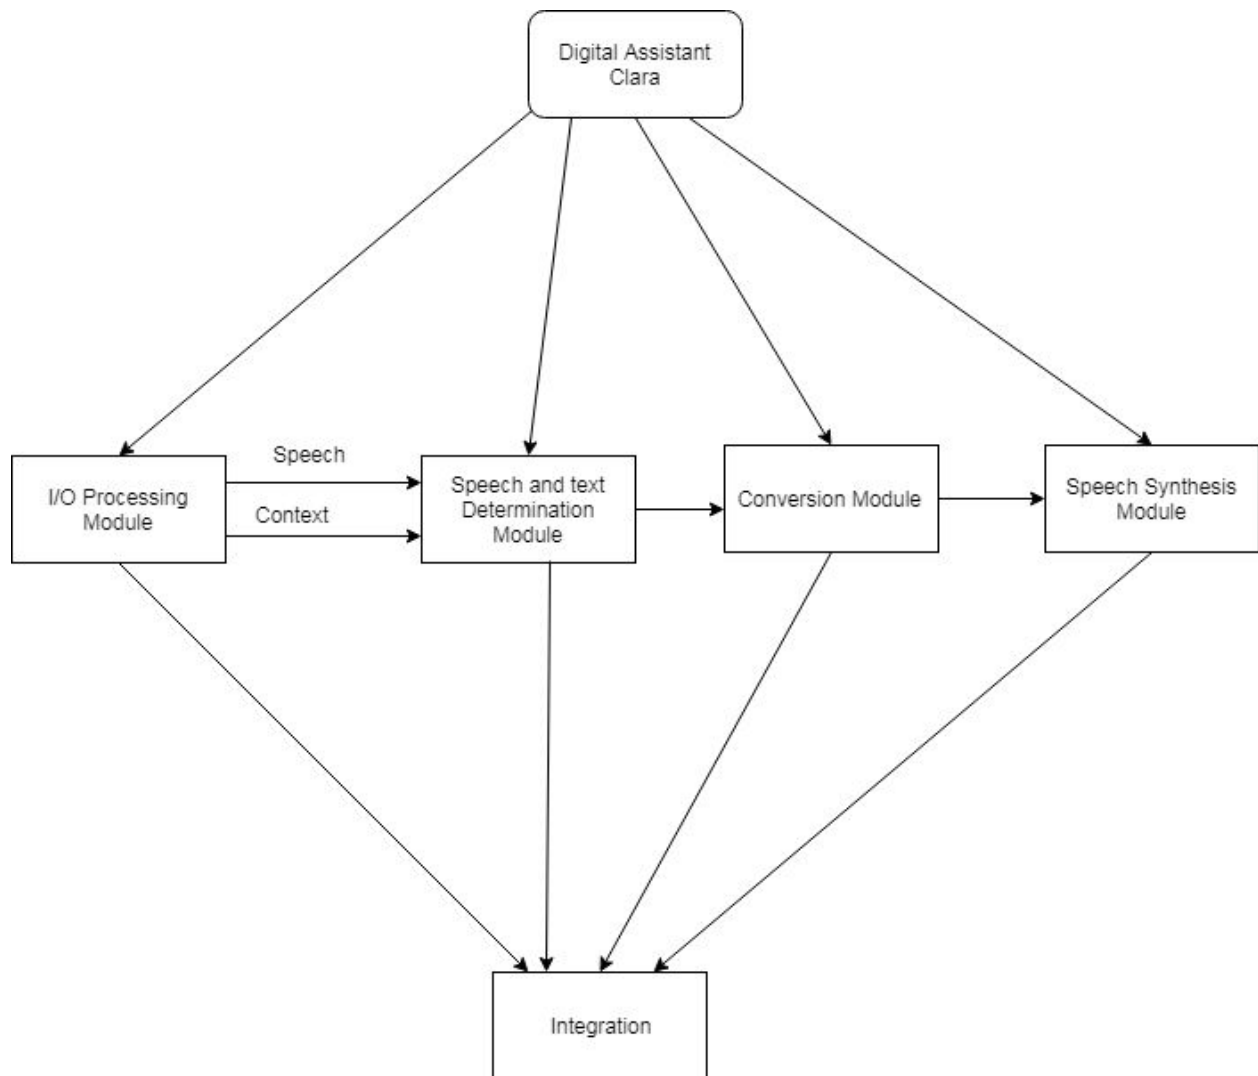 Digital Assistant
Clara
Speech
Context
I/O Processing
Module
Speech and text
Determination
Module
Conversion Module
Speech Synthesis
Module
Integration